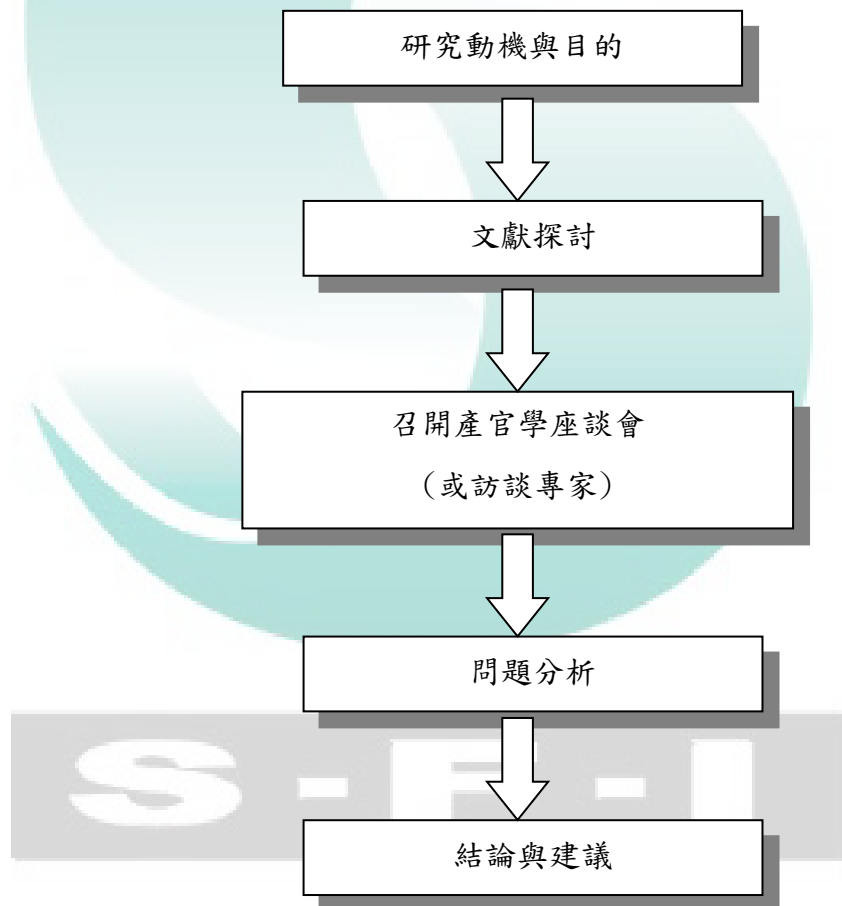 研究動機與目的
文獻探討
召開產官學座談會
（或訪談專家）
問題分析
S-F-I
結論與建議